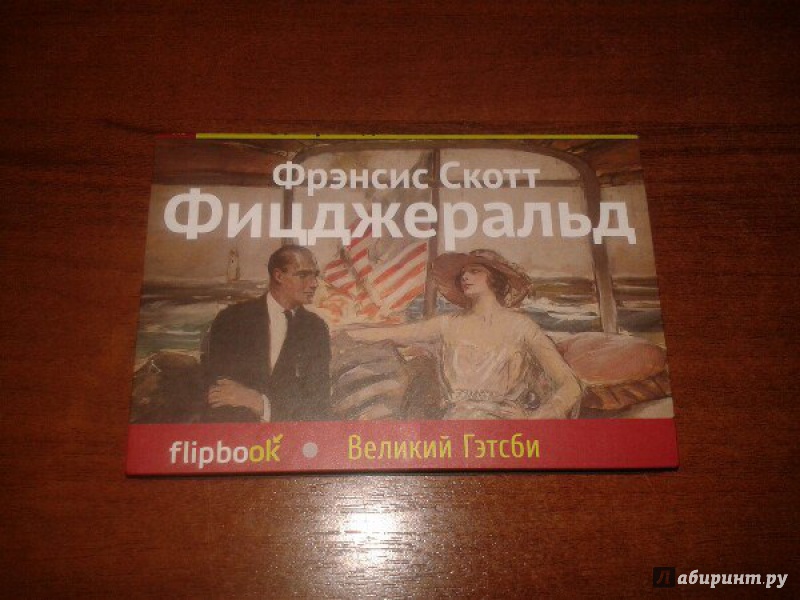 Фрэнсис Скотт
Фицджеральд
flipbook
Великий Гэтсби
Лабиринт.ру